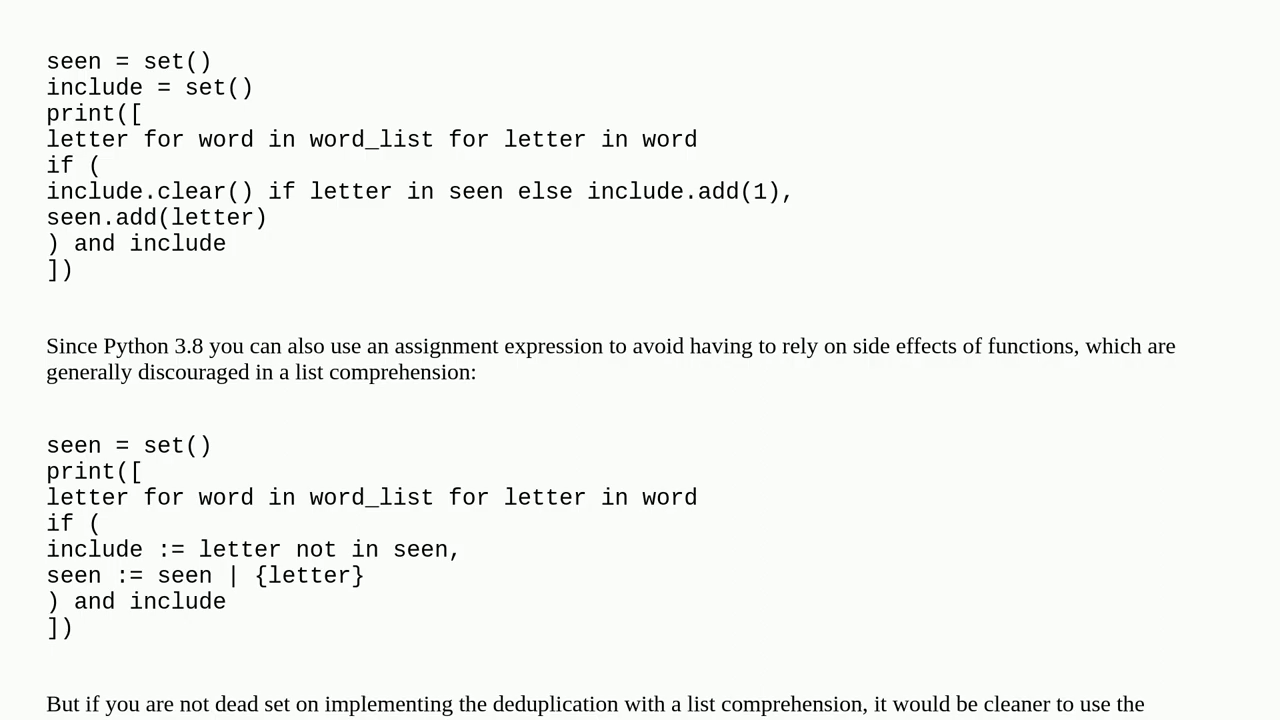 seen = set()
include = set()
print([
letter for word in word_list for letter in word
if (
include.clear() if letter in seen else include.add(1),
seen.add(letter)
) and include
])
Since Python 3.8 you can also use an assignment expression to avoid having to rely on side effects of functions, which are
generally discouraged in a list comprehension:
seen = set()
print([
letter for word in word_list for letter in word
if (
include := letter not in seen,
seen := seen | {letter}
) and include
])
But if you are not dead set on implementing the deduplication with a list comprehension, it would be cleaner to use the